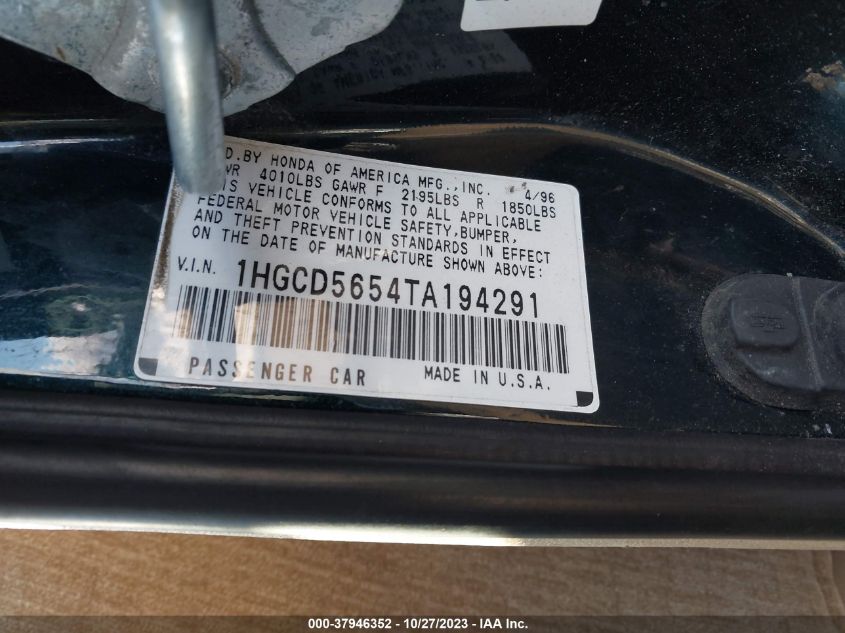 D.BY HONDA OF AMERICA MFG.,INC. 4/96
WR 4010LBS GAWR F 2195LBS R 1850LBS
IS VEHICLE CONFORMS TO ALL APPLICABLE
FEDERAL MOTOR VEHICLE SAFETY,BUMPER,
AND THEFT PREVENTION STANDARDS IN EFFECT
ON THE DATE OF MANUFACTURE SHOWN ABOVE:
V.I.N. 1HGCD5654TA194291
PASSENGER CAR MADE IN U.S.A.
000-37946352 - 10/27/2023 - IAA Inc.